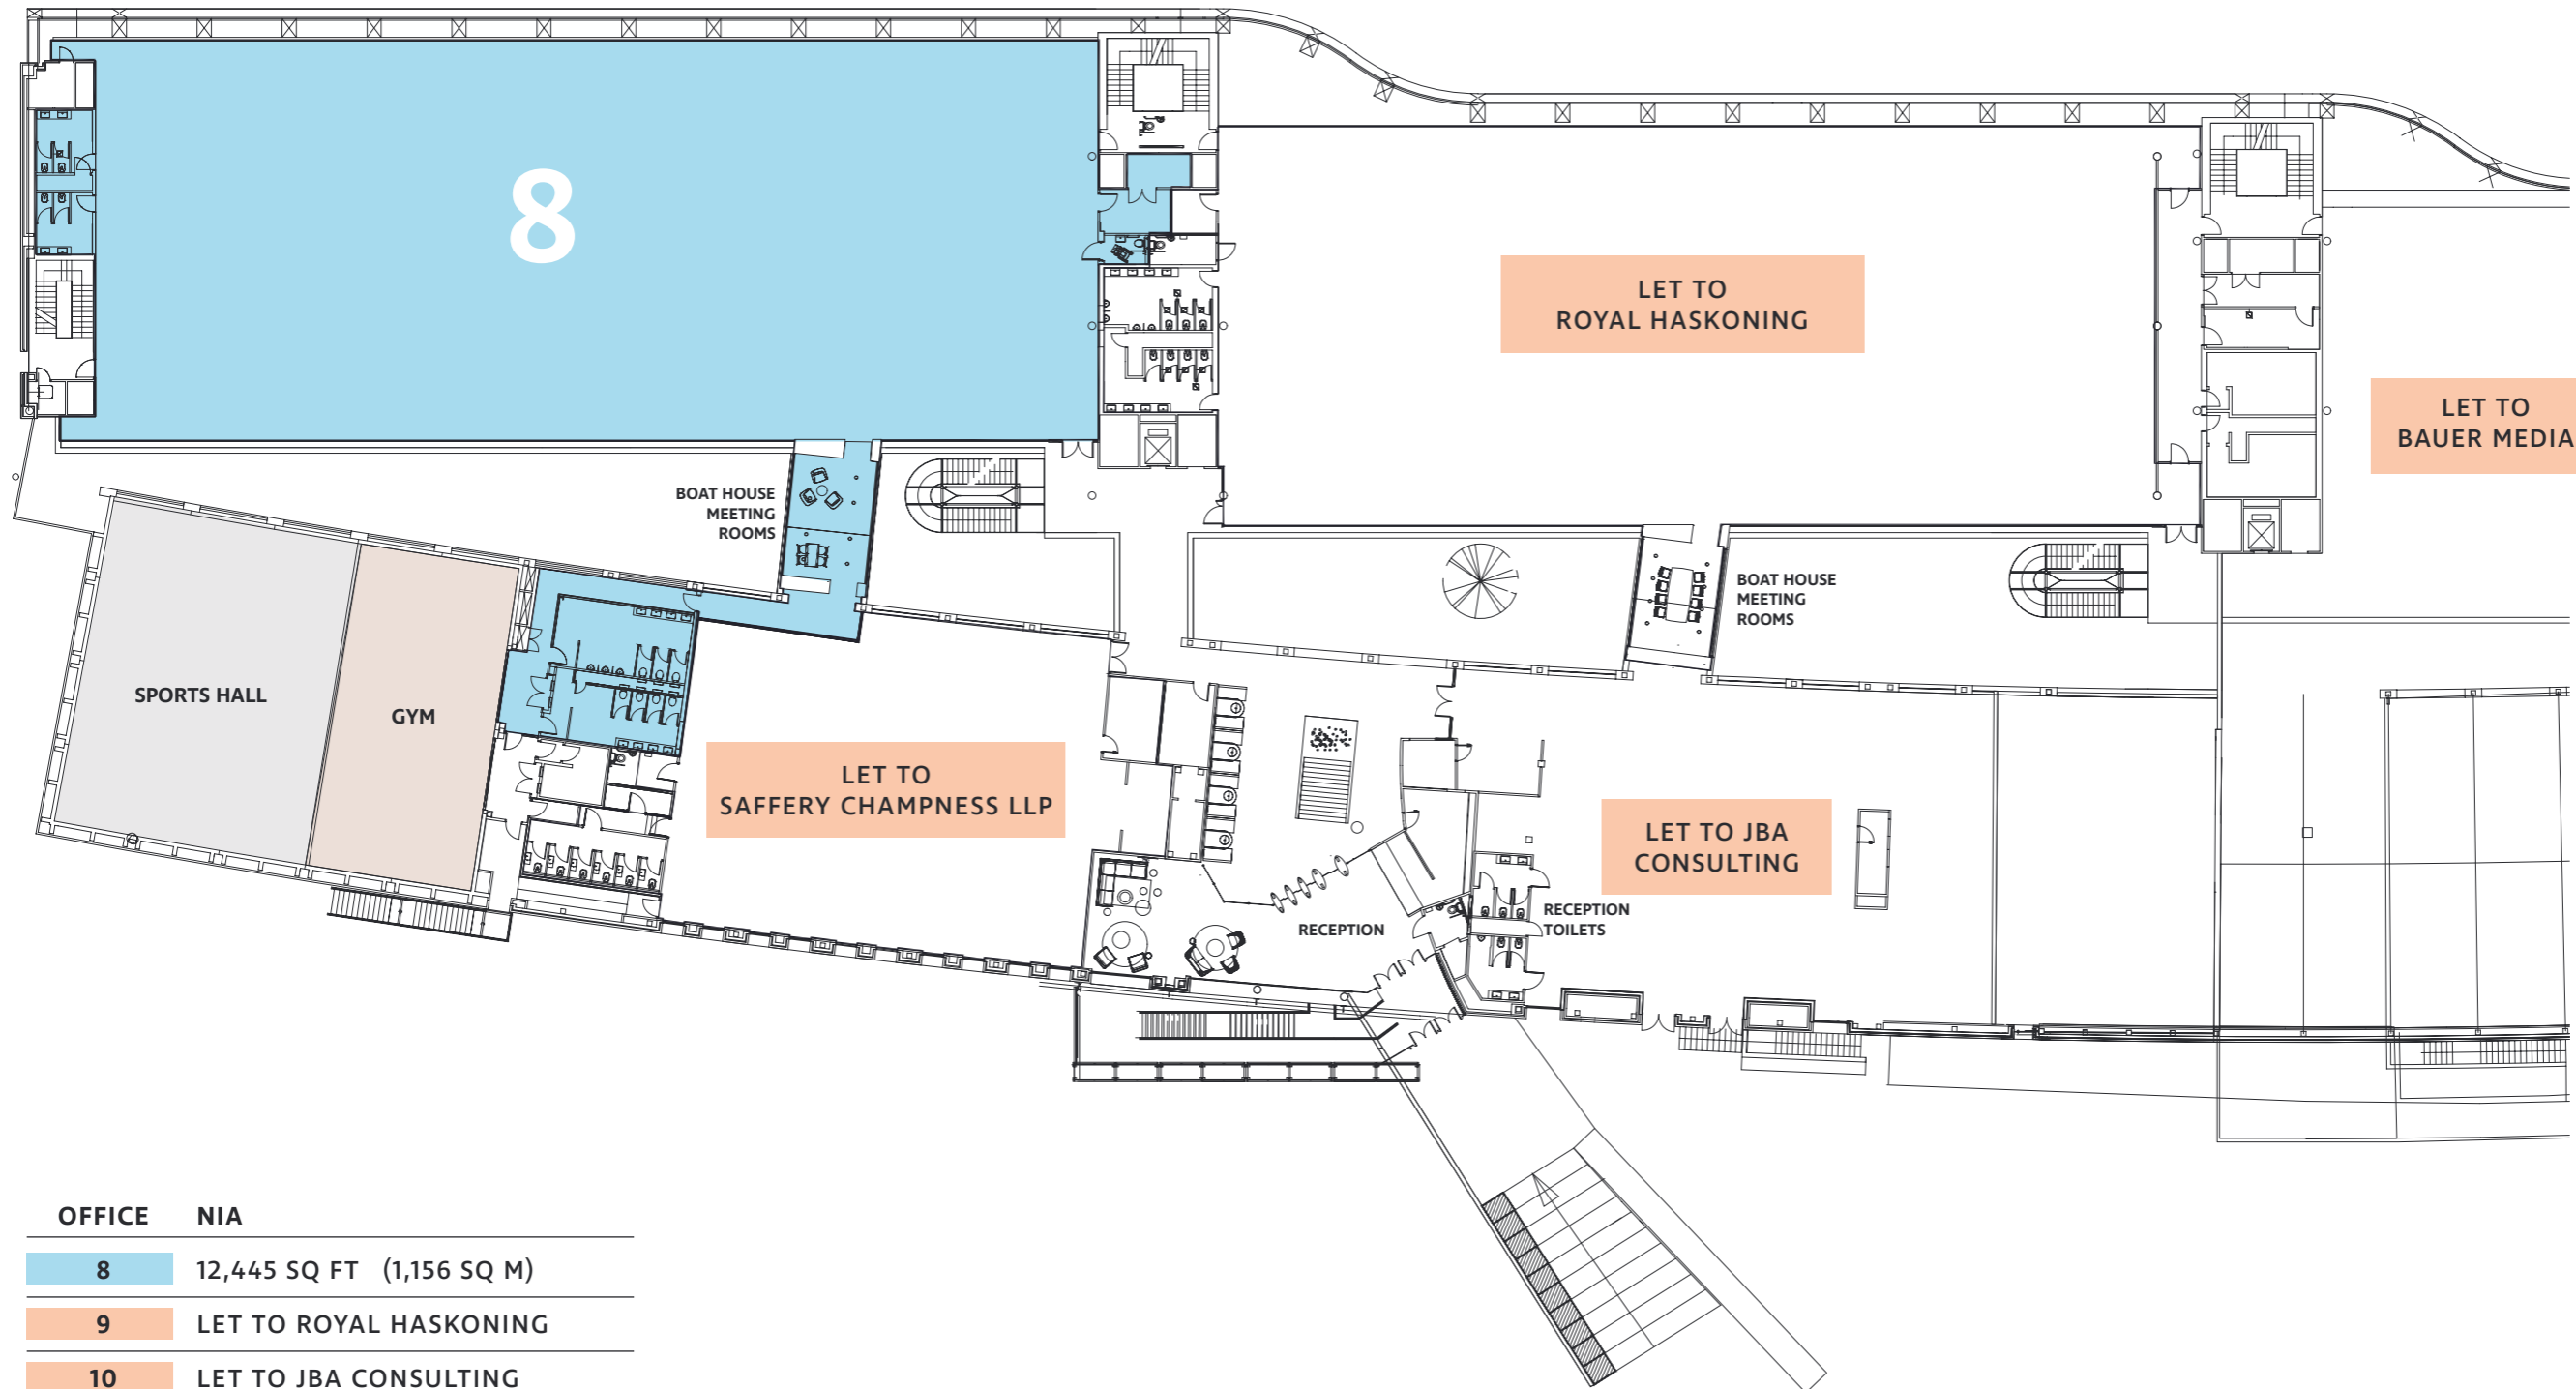 8
LET TO
ROYAL HASKONING
LET TO
BAUER MEDIA
BOAT HOUSE
MEETING
ROOMS
BOAT HOUSE
MEETING
ROOMS
SPORTS HALL
GYM
LET TO
SAFFERY CHAMPNESS LLP
LET TO JBA
CONSULTING
RECEPTION
RECEPTION
TOILETS
OFFICE NIA
8 12,445 SQ FT (1,156 SQ M)
9 LET TO ROYAL HASKONING
10 LET TO JBA CONSULTING